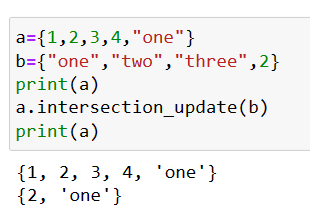 a={1,2,3,4,"one"}
b={"one","two","three",2}
print(a)
a.intersection_update(b)
print(a)
{1, 2, 3, 4, 'one'}
{2, 'one'}